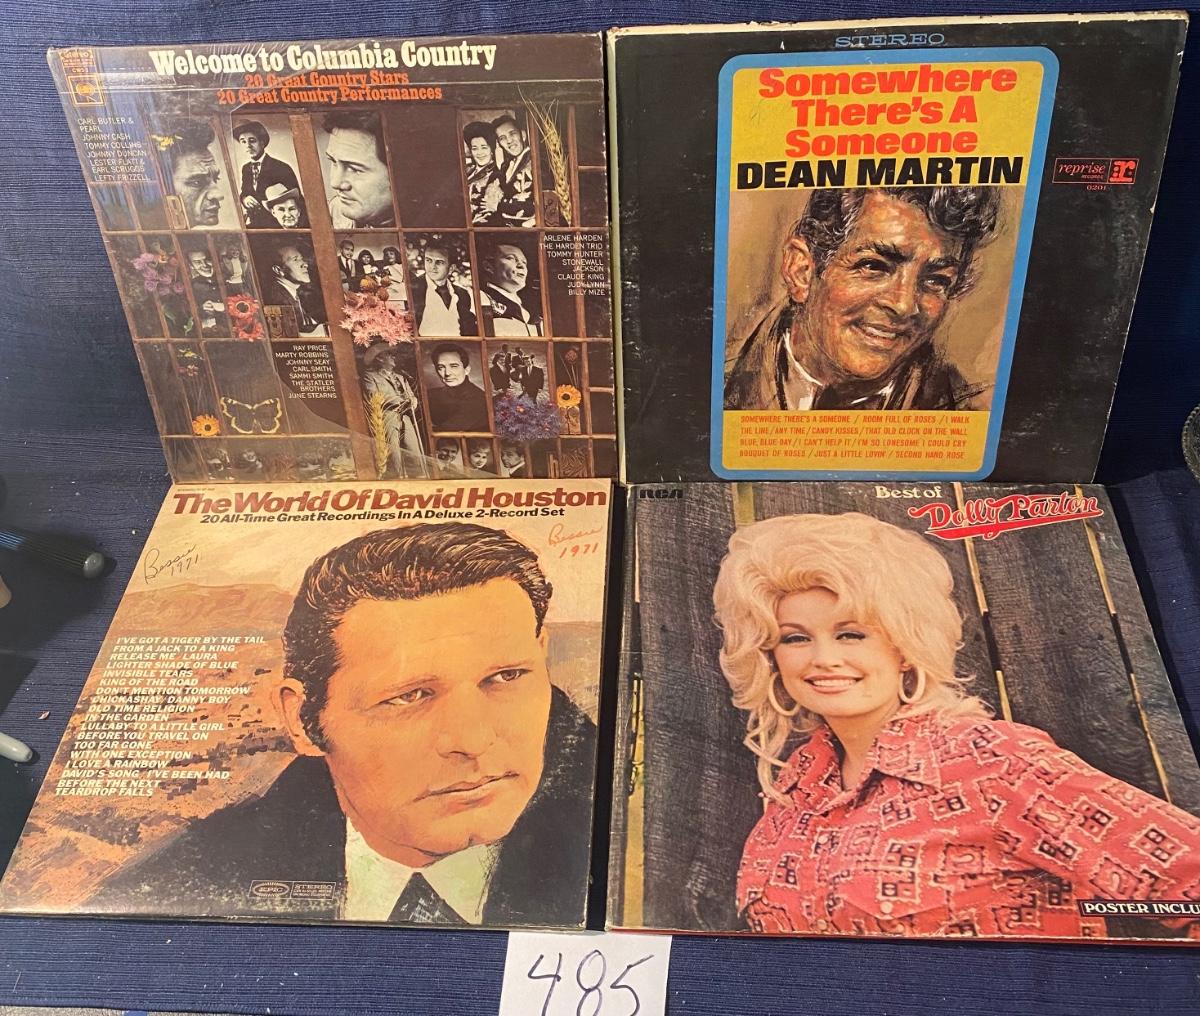 Welcome to Columbia Country
20 Great Country Stars
20 Great Country Performances
CARL BUTLER &
PEARL
JOHNNY CASH
TOMMY COLLINS
JOHNNY DUNCAN
LESTER FLATT &
EARL SCRUGGS
LEFTY FRIZZELL
ARLENE HARDEN
THE HARDEN TRIO
TOMMY HUNTER
STONEWALL
JACKSON
CLAUDE KING
JUDY LYNN
BILLY MIZE
RAY PRICE
MARTY ROBBINS
JOHNNY SEAY
CARL SMITH
SAMMI SMITH
THE STATLER
BROTHERS
JUNE STEARNS
STEREO
Somewhere
There's A
Someone
DEAN MARTIN
reprise
RECORDS
r:
6201
SOMEWHERE THERE'S A SOMEONE / ROOM FULL OF ROSES / I WALK
THE LINE / ANY TIME / CANDY KISSES / THAT OLD CLOCK ON THE WALL
BLUE, BLUE DAY / I CAN'T HELP IT / I'M SO LONESOME I COULD CRY
BOUQUET OF ROSES / JUST A LITTLE LOVIN' / SECOND HAND ROSE
The World Of David Houston
20 All-Time Great Recordings In A Deluxe 2-Record Set
Bessie
1971
Bessie
1971
I'VE GOT A TIGER BY THE TAIL
FROM A JACK TO A KING
RELEASE ME / LAURA
LIGHTER SHADE OF BLUE
INVISIBLE TEARS
KING OF THE ROAD
DON'T MENTION TOMORROW
CHICKASHAY / DANNY BOY
OLD TIME RELIGION
IN THE GARDEN
LULLABY TO A LITTLE GIRL
BEFORE YOU TRAVEL ON
TOO FAR GONE
WITH ONE EXCEPTION
I LOVE A RAINBOW
DAVID'S SONG / I'VE BEEN HAD
BEFORE THE NEXT
TEARDROP FALLS
EPIC
STEREO
RCA
Best of
Dolly Parton
POSTER INCLU
485